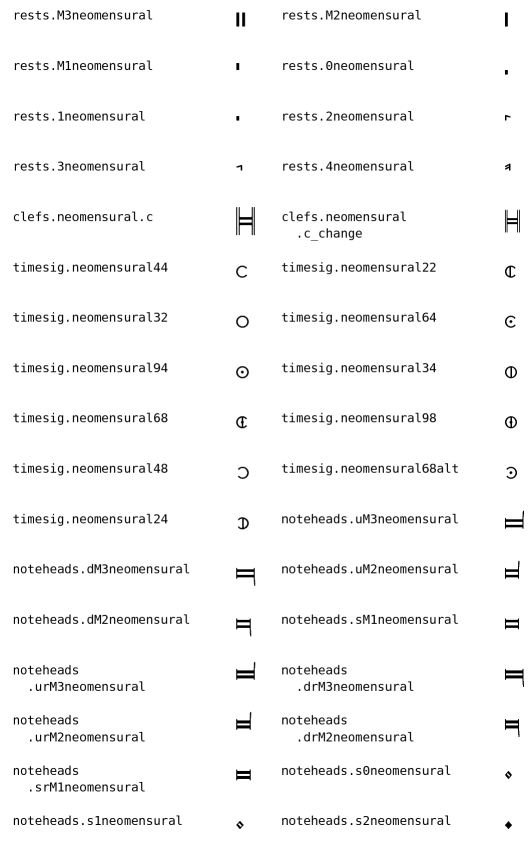 rests.M3neomensural
rests.M2neomensural
rests.M1neomensural
rests.0neomensural
rests.1neomensural
rests.2neomensural
rests.3neomensural
rests.4neomensural
clefs.neomensural.c
clefs.neomensural
.c_change
timesig.neomensural44
timesig.neomensural22
timesig.neomensural32
timesig.neomensural64
timesig.neomensural94
timesig.neomensural34
timesig.neomensural68
timesig.neomensural98
timesig.neomensural48
timesig.neomensural68alt
timesig.neomensural24
noteheads.uM3neomensural
noteheads.dM3neomensural
noteheads.uM2neomensural
noteheads.dM2neomensural
noteheads.sM1neomensural
noteheads
.urM3neomensural
noteheads
.drM3neomensural
noteheads
.urM2neomensural
noteheads
.drM2neomensural
noteheads
.srM1neomensural
noteheads.s0neomensural
noteheads.s1neomensural
noteheads.s2neomensural